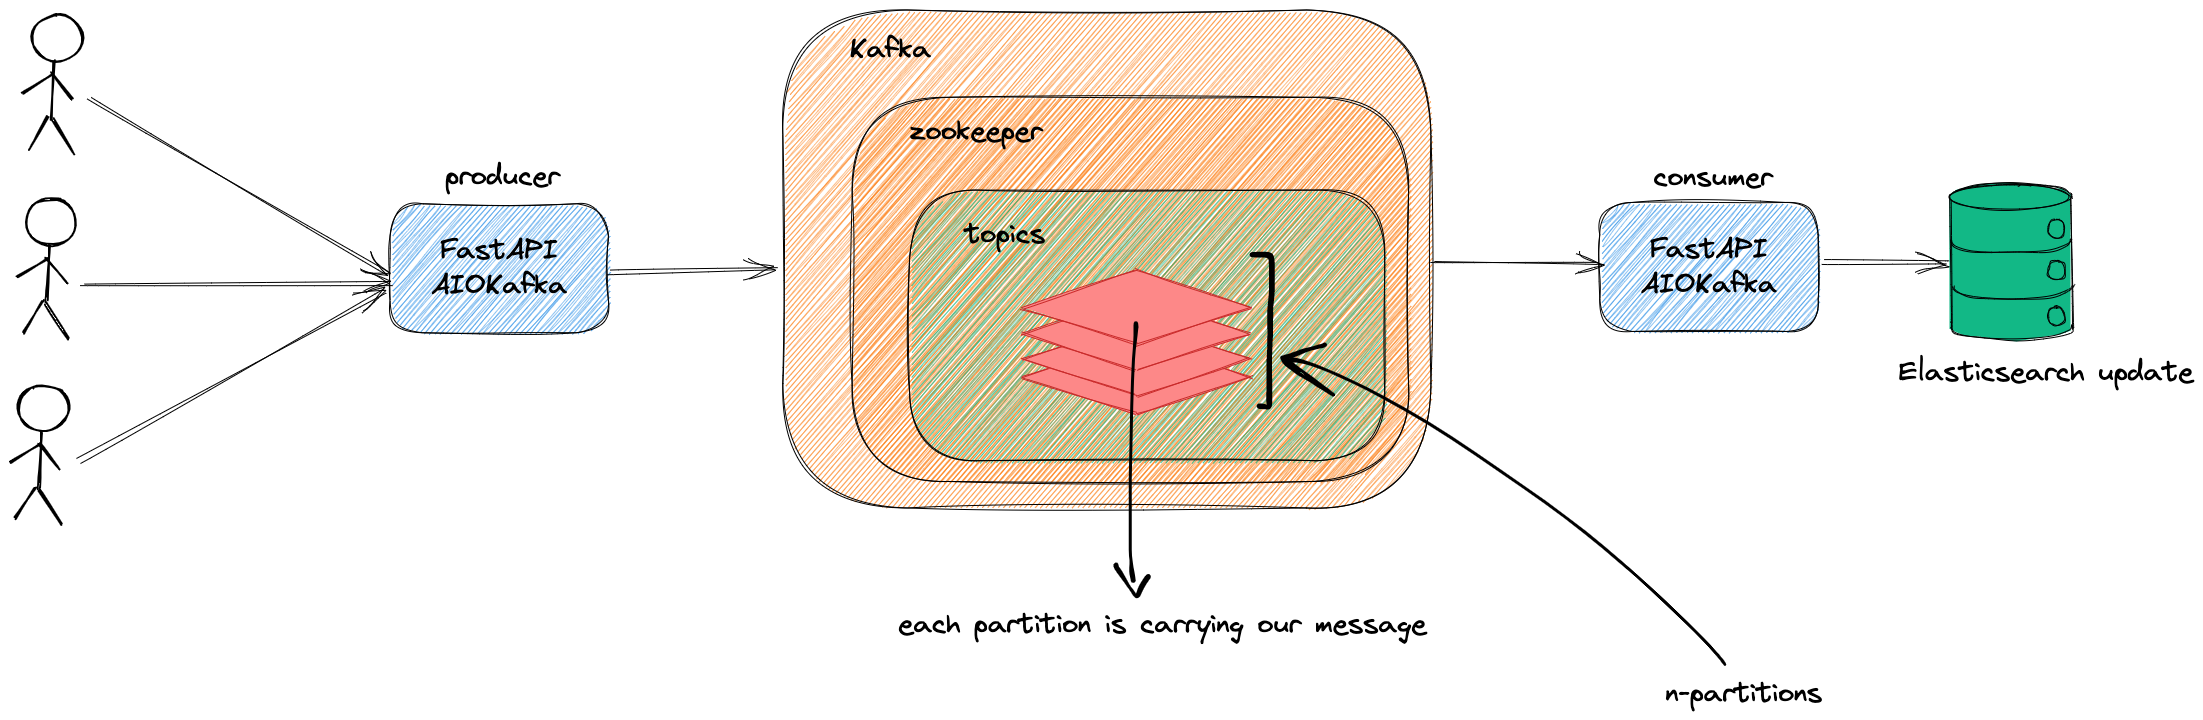 Kafka
zookeeper
producer
FastAPI
AIOKafka
topics
consumer
FastAPI
AIOKafka
Elasticsearch update
each partition is carrying our message
n-partitions